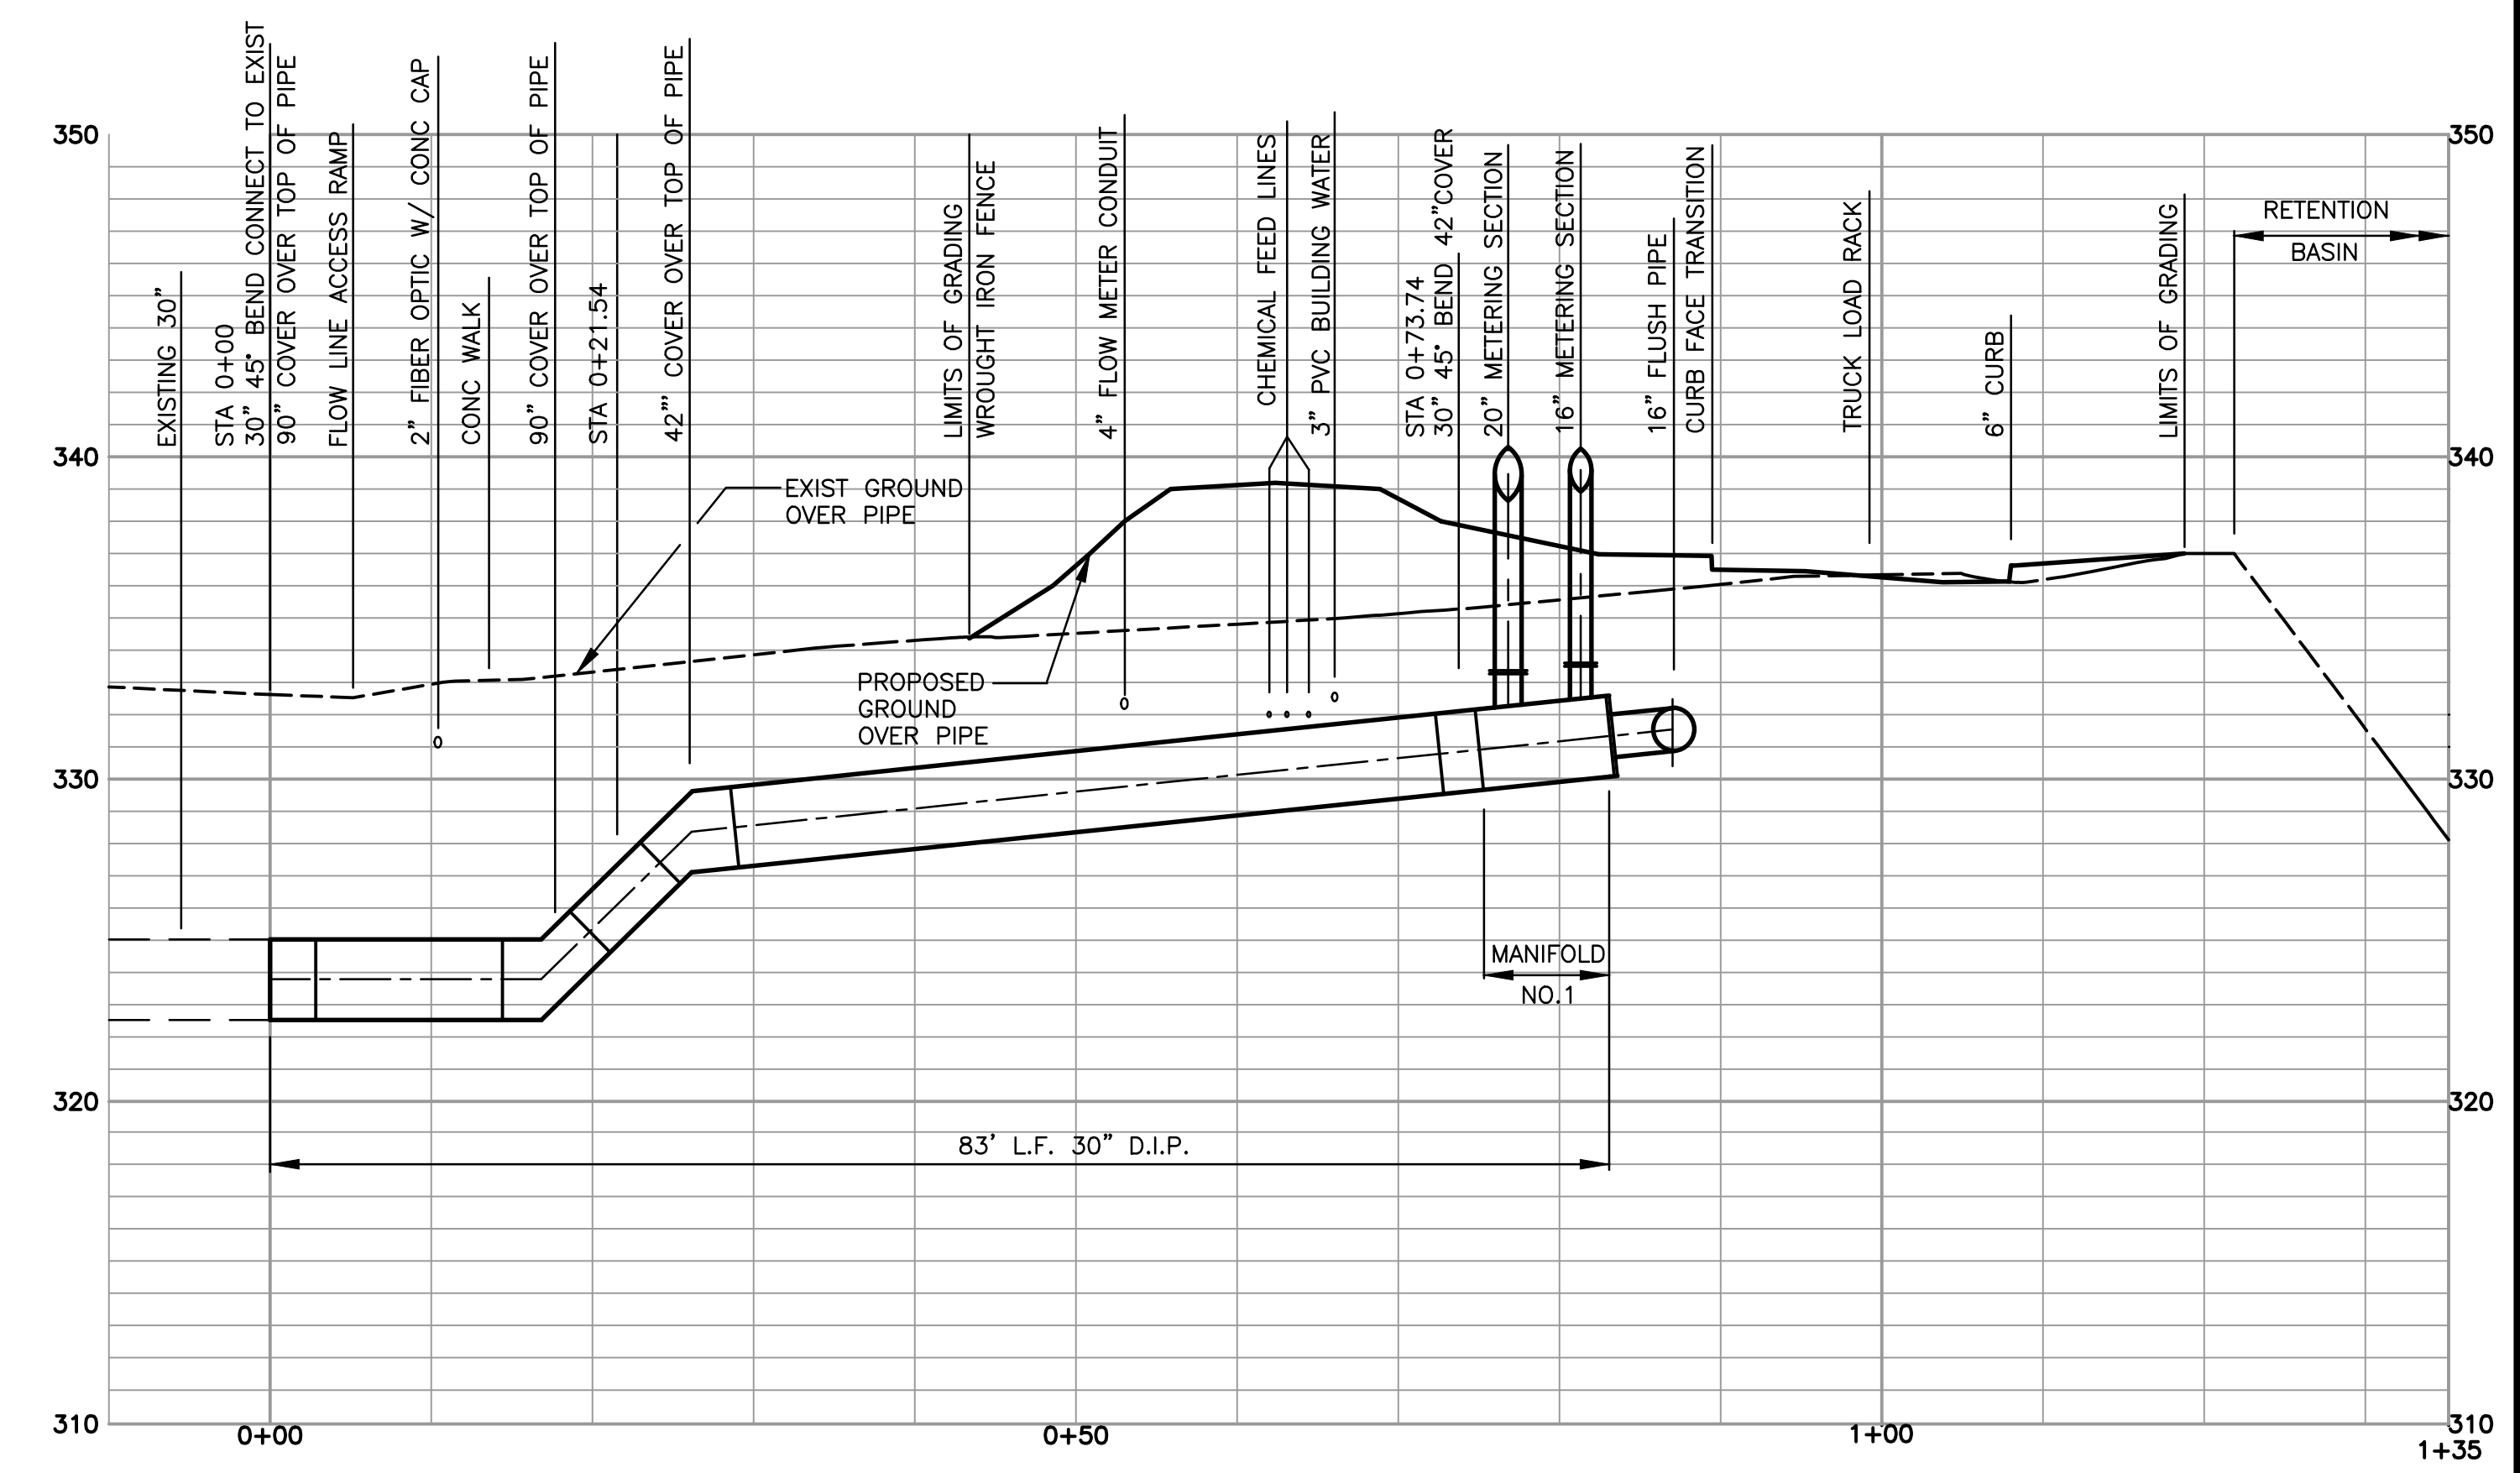 EXISTING 30”
STA 0+00
30” 45° BEND CONNECT TO EXIST
90” COVER OVER TOP OF PIPE
FLOW LINE ACCESS RAMP
2” FIBER OPTIC W/ CONC CAP
CONC WALK
90” COVER OVER TOP OF PIPE
STA 0+21.54
42”’ COVER OVER TOP OF PIPE
LIMITS OF GRADING
WROUGHT IRON FENCE
4” FLOW METER CONDUIT
CHEMICAL FEED LINES
3” PVC BUILDING WATER
STA 0+73.74
30” 45° BEND 42”COVER
20” METERING SECTION
16” METERING SECTION
16” FLUSH PIPE
CURB FACE TRANSITION
TRUCK LOAD RACK
6” CURB
LIMITS OF GRADING
RETENTION
BASIN
350
350
340
340
EXIST GROUND
OVER PIPE
PROPOSED
GROUND
OVER PIPE
330
330
MANIFOLD
NO.1
320
320
83’ L.F. 30” D.I.P.
310
310
0+00
0+50
1+00
1+35